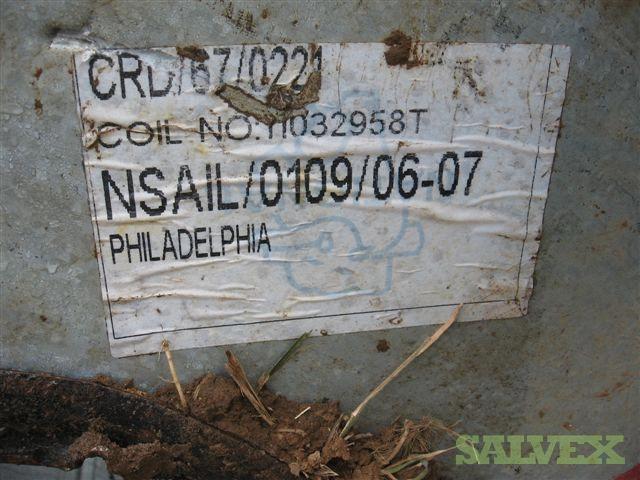 CRD/67/0221
COIL NO: 11032958T
NSAIL/0109/06-07
PHILADELPHIA
SALVEX